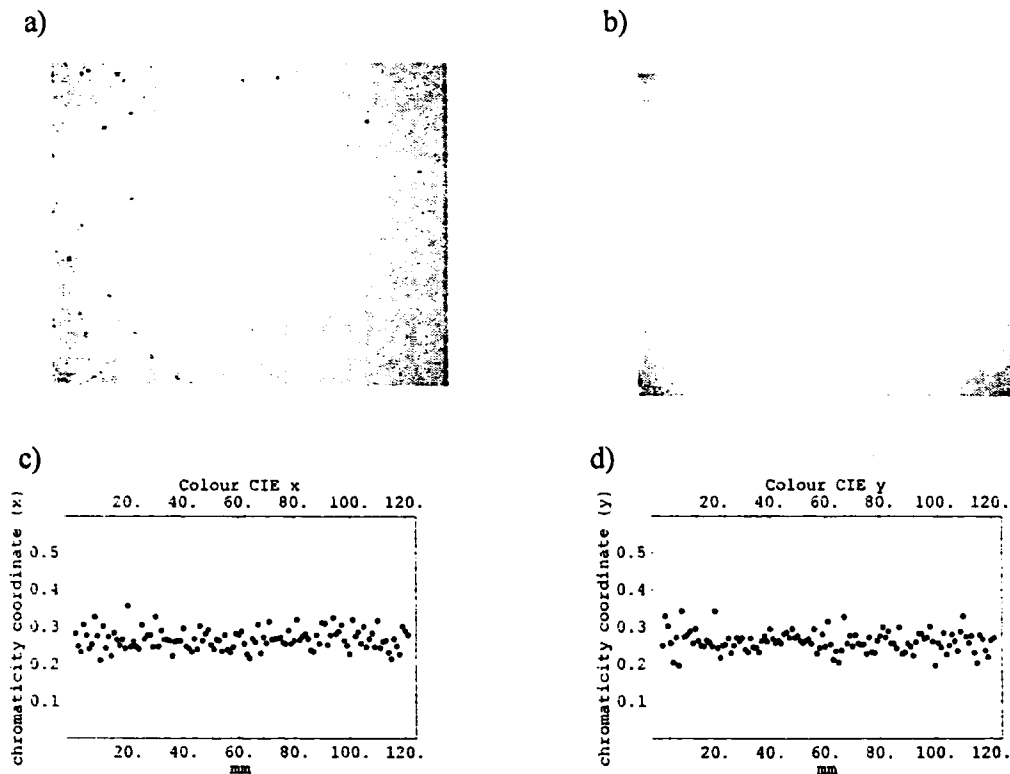 a)
b)
c)
Colour CIE x
20. 40. 60. 80. 100. 120.
chromaticity coordinate (x)
0.5
0.4
0.3
0.2
0.1
20. 40. 60. 80. 100. 120.
mm
d)
Colour CIE y
20. 40. 60. 80. 100. 120.
chromaticity coordinate (y)
0.5
0.4
0.3
0.2
0.1
20. 40. 60. 80. 100. 120.
mm